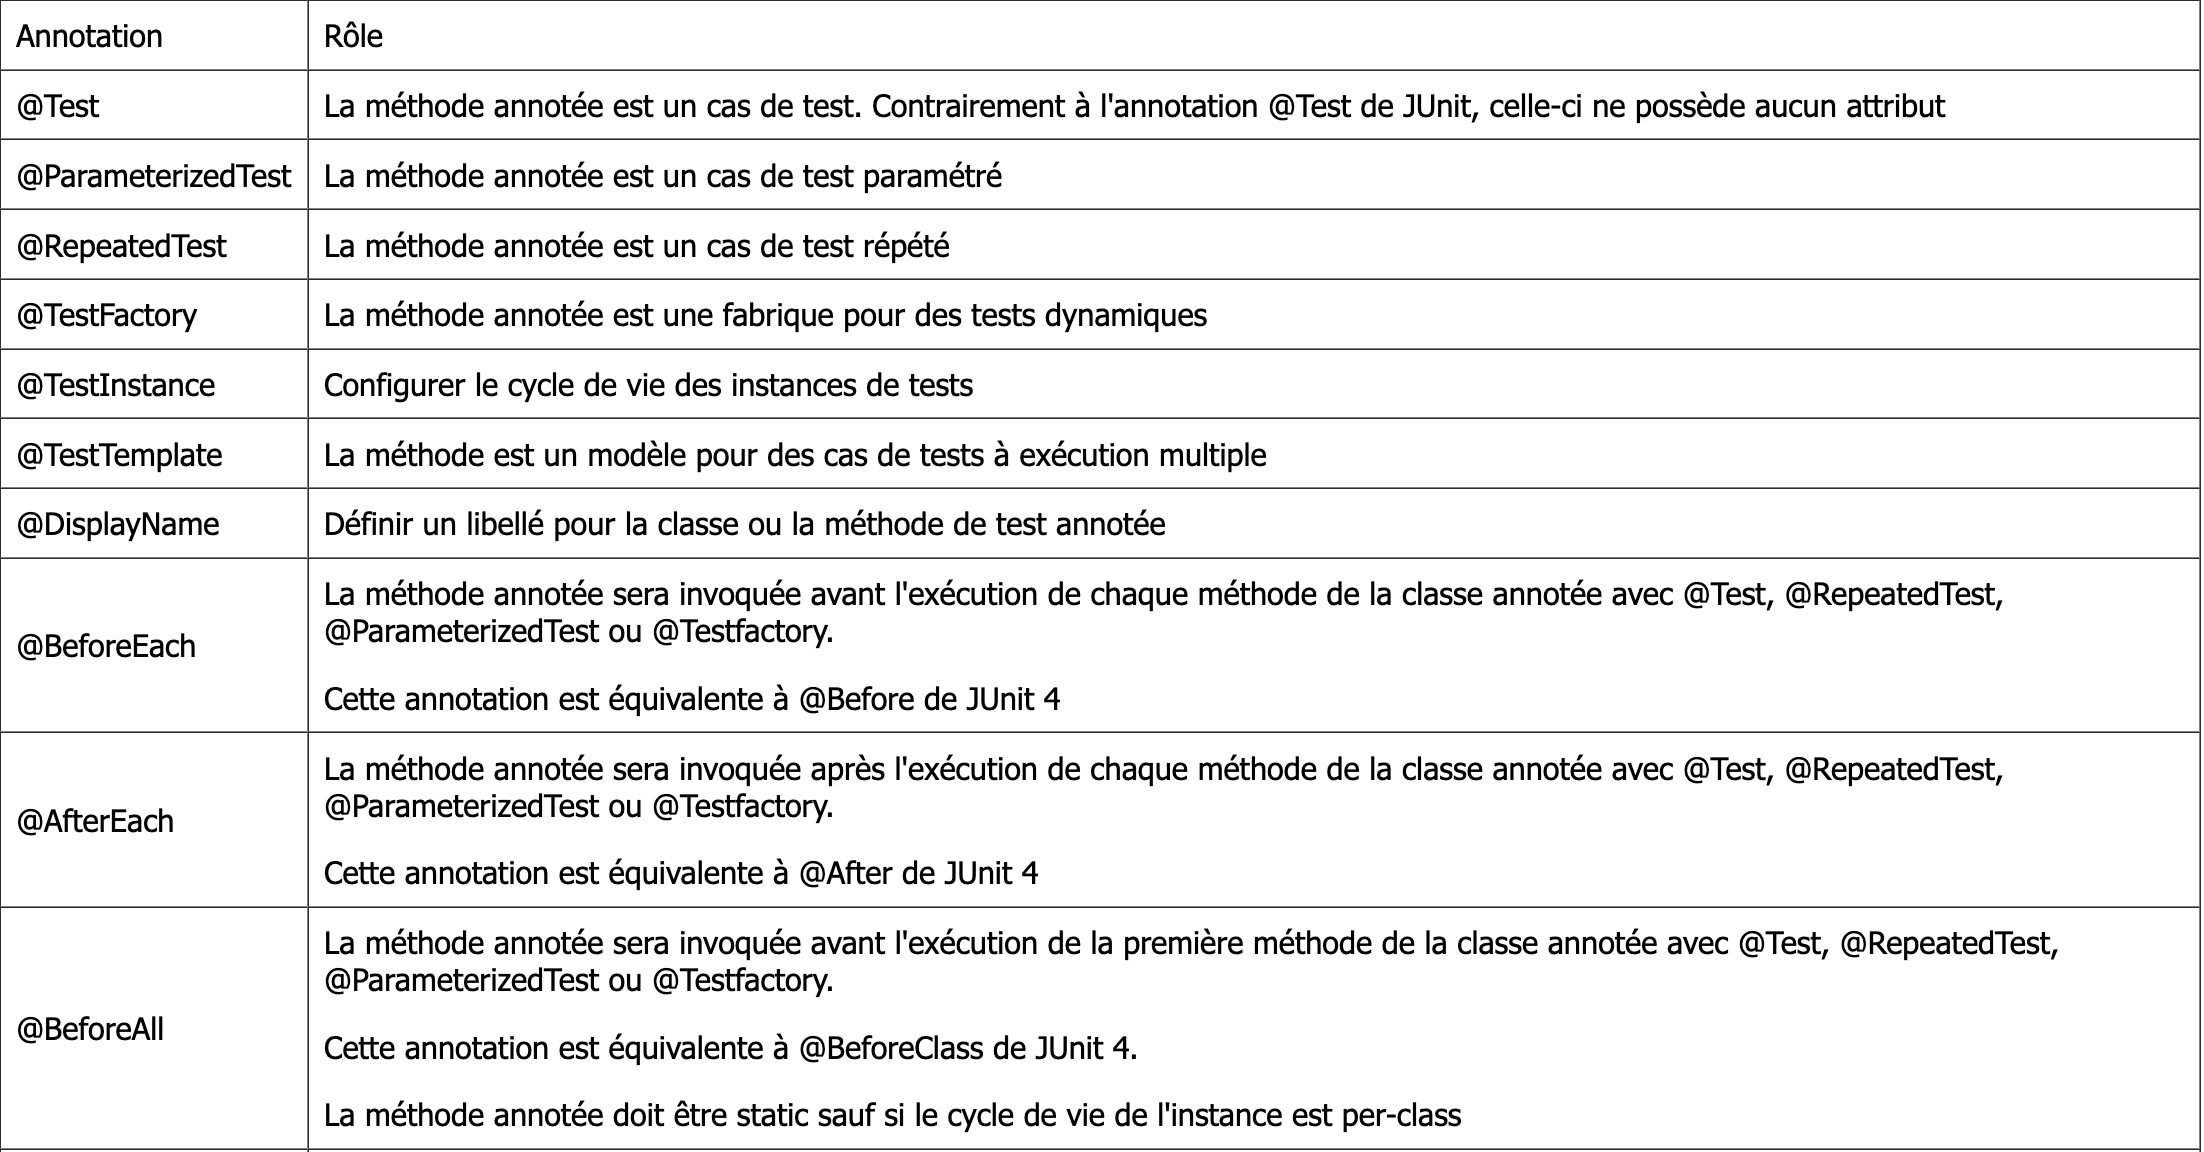 Annotation
Rôle
@Test
La méthode annotée est un cas de test. Contrairement à l'annotation @Test de JUnit, celle-ci ne possède aucun attribut
@ParameterizedTest
La méthode annotée est un cas de test paramétré
@RepeatedTest
La méthode annotée est un cas de test répété
@TestFactory
La méthode annotée est une fabrique pour des tests dynamiques
@TestInstance
Configurer le cycle de vie des instances de tests
@TestTemplate
La méthode est un modèle pour des cas de tests à exécution multiple
@DisplayName
Définir un libellé pour la classe ou la méthode de test annotée
@BeforeEach
La méthode annotée sera invoquée avant l'exécution de chaque méthode de la classe annotée avec @Test, @RepeatedTest,
@ParameterizedTest ou @Testfactory.
Cette annotation est équivalente à @Before de JUnit 4
@AfterEach
La méthode annotée sera invoquée après l'exécution de chaque méthode de la classe annotée avec @Test, @RepeatedTest,
@ParameterizedTest ou @Testfactory.
Cette annotation est équivalente à @After de JUnit 4
@BeforeAll
La méthode annotée sera invoquée avant l'exécution de la première méthode de la classe annotée avec @Test, @RepeatedTest,
@ParameterizedTest ou @Testfactory.
Cette annotation est équivalente à @BeforeClass de JUnit 4.
La méthode annotée doit être static sauf si le cycle de vie de l'instance est per-class